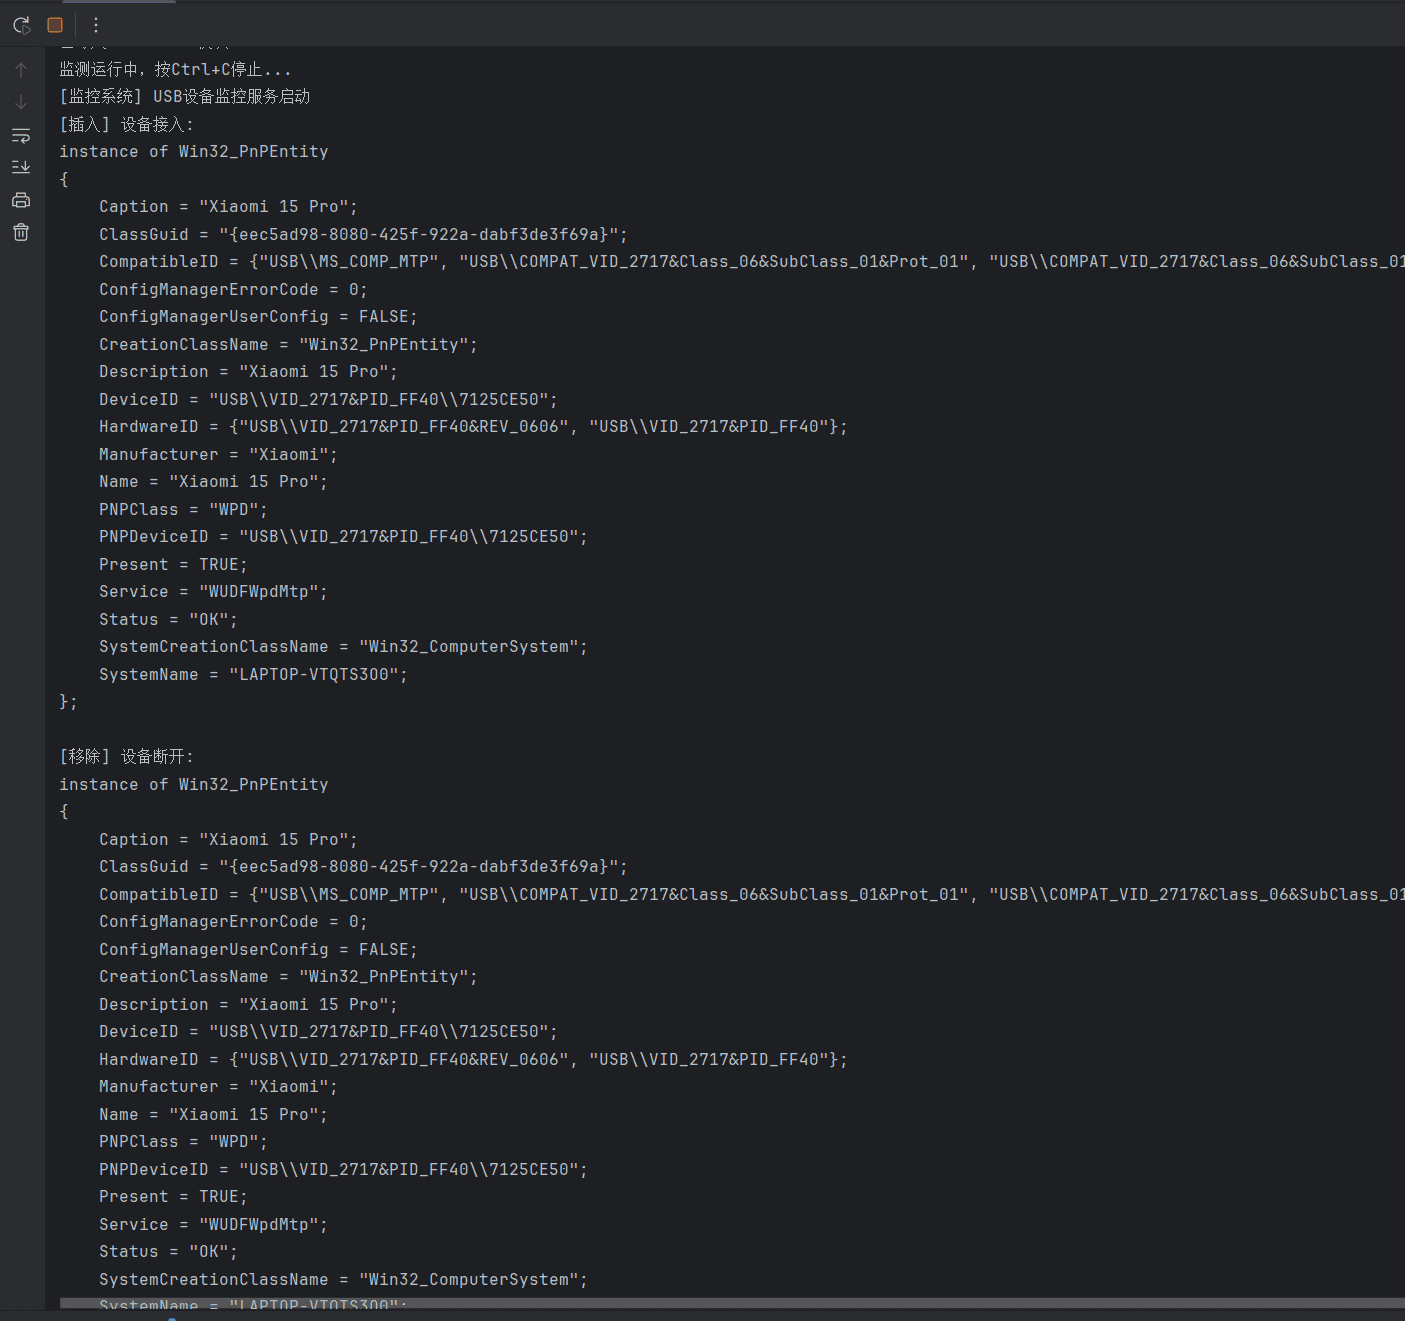 监测运行中，按Ctrl+C停止...
[监控系统] USB设备监控服务启动
[插入] 设备接入:
instance of Win32_PnPEntity
{
    Caption = "Xiaomi 15 Pro";
    ClassGuid = "{eec5ad98-8080-425f-922a-dabf3de3f69a}";
    CompatibleID = {"USB\\MS_COMP_MTP", "USB\\COMPAT_VID_2717&Class_06&SubClass_01&Prot_01", "USB\\COMPAT_VID_2717&Class_06&SubClass_01
    ConfigManagerErrorCode = 0;
    ConfigManagerUserConfig = FALSE;
    CreationClassName = "Win32_PnPEntity";
    Description = "Xiaomi 15 Pro";
    DeviceID = "USB\\VID_2717&PID_FF40\\7125CE50";
    HardwareID = {"USB\\VID_2717&PID_FF40&REV_0606", "USB\\VID_2717&PID_FF40"};
    Manufacturer = "Xiaomi";
    Name = "Xiaomi 15 Pro";
    PNPClass = "WPD";
    PNPDeviceID = "USB\\VID_2717&PID_FF40\\7125CE50";
    Present = TRUE;
    Service = "WUDFWpdMtp";
    Status = "OK";
    SystemCreationClassName = "Win32_ComputerSystem";
    SystemName = "LAPTOP-VTQTS3O0";
};
[移除] 设备断开:
instance of Win32_PnPEntity
{
    Caption = "Xiaomi 15 Pro";
    ClassGuid = "{eec5ad98-8080-425f-922a-dabf3de3f69a}";
    CompatibleID = {"USB\\MS_COMP_MTP", "USB\\COMPAT_VID_2717&Class_06&SubClass_01&Prot_01", "USB\\COMPAT_VID_2717&Class_06&SubClass_01
    ConfigManagerErrorCode = 0;
    ConfigManagerUserConfig = FALSE;
    CreationClassName = "Win32_PnPEntity";
    Description = "Xiaomi 15 Pro";
    DeviceID = "USB\\VID_2717&PID_FF40\\7125CE50";
    HardwareID = {"USB\\VID_2717&PID_FF40&REV_0606", "USB\\VID_2717&PID_FF40"};
    Manufacturer = "Xiaomi";
    Name = "Xiaomi 15 Pro";
    PNPClass = "WPD";
    PNPDeviceID = "USB\\VID_2717&PID_FF40\\7125CE50";
    Present = TRUE;
    Service = "WUDFWpdMtp";
    Status = "OK";
    SystemCreationClassName = "Win32_ComputerSystem";
    SystemName = "LAPTOP-VTQTS3O0";